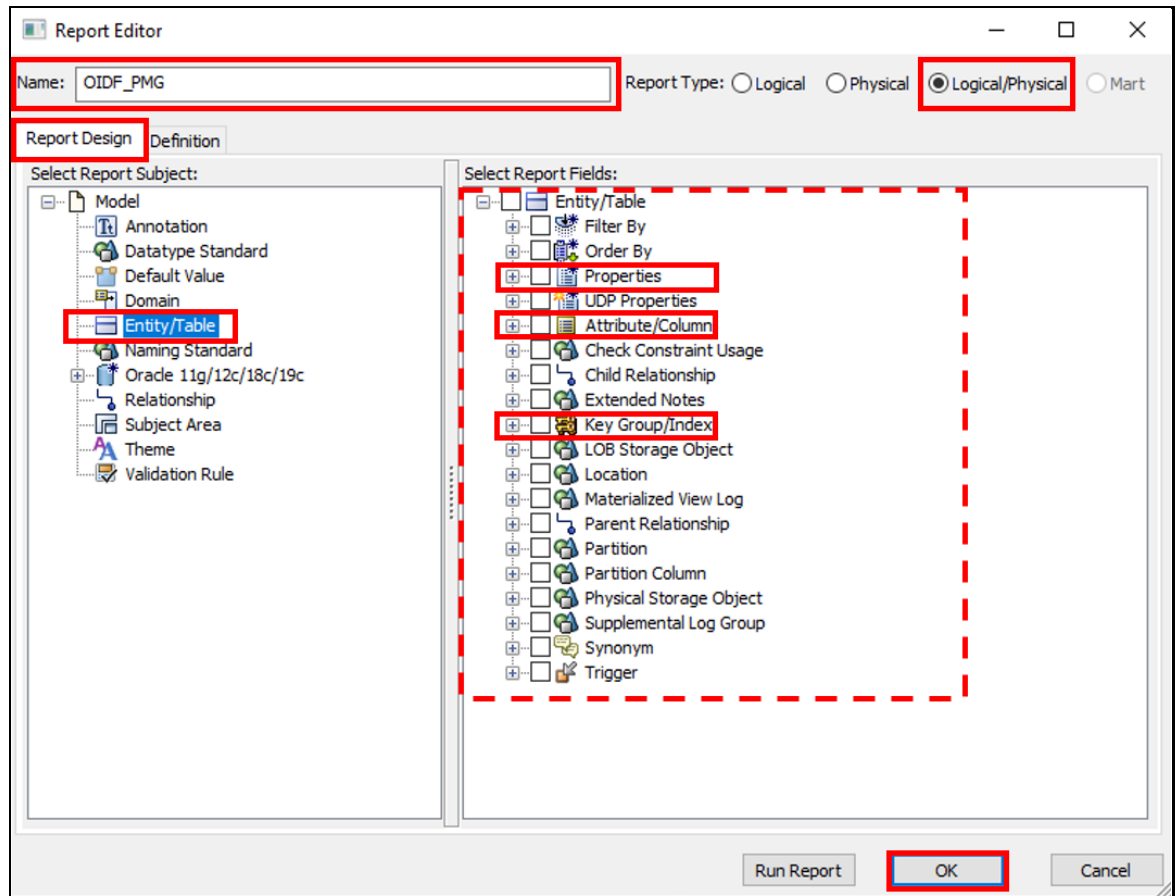 Report Editor
Name: OIDF_PMG Report Type: Logical Physical Logical/Physical Mart
Report Design Definition
Select Report Subject:
Model
Annotation
Datatype Standard
Default Value
Domain
Entity/Table
Naming Standard
Oracle 11g/12c/18c/19c
Relationship
Subject Area
Theme
Validation Rule
Select Report Fields:
Entity/Table
Filter By
Order By
Properties
UDP Properties
Attribute/Column
Check Constraint Usage
Child Relationship
Extended Notes
Key Group/Index
LOB Storage Object
Location
Materialized View Log
Parent Relationship
Partition
Partition Column
Physical Storage Object
Supplemental Log Group
Synonym
Trigger
Run Report OK Cancel